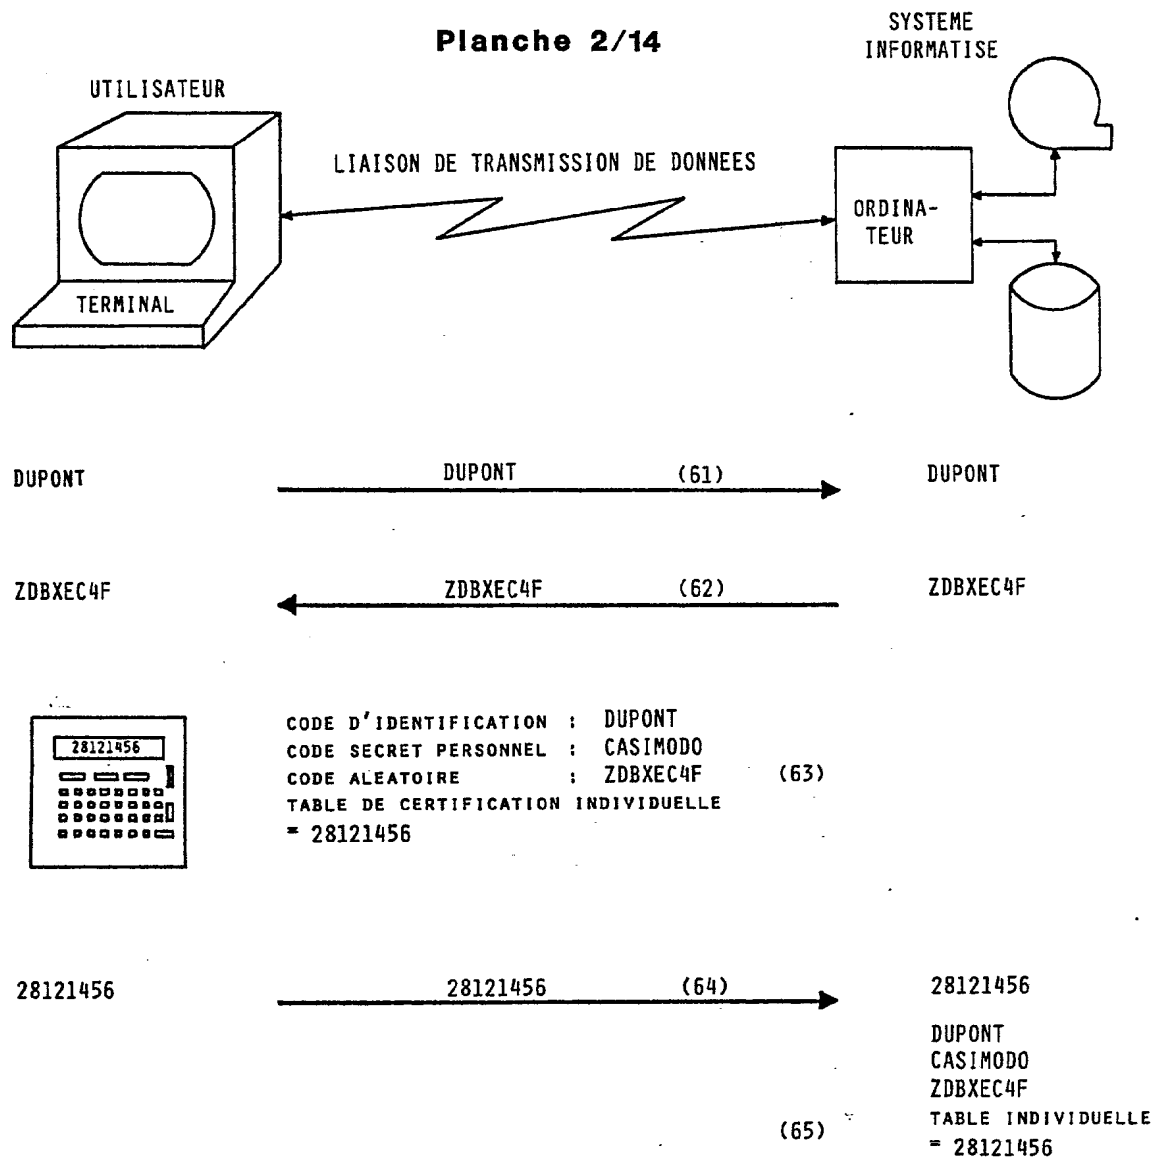 Planche 2/14
SYSTEME
INFORMATISE
UTILISATEUR
LIAISON DE TRANSMISSION DE DONNEES
ORDINA-
TEUR
TERMINAL
DUPONT DUPONT (61) DUPONT
ZDBXEC4F ZDBXEC4F (62) ZDBXEC4F
28121456
CODE D'IDENTIFICATION : DUPONT
CODE SECRET PERSONNEL : CASIMODO
CODE ALEATOIRE : ZDBXEC4F (63)
TABLE DE CERTIFICATION INDIVIDUELLE
= 28121456
28121456 28121456 (64) 28121456
DUPONT
CASIMODO
ZDBXEC4F
(65) TABLE INDIVIDUELLE
= 28121456